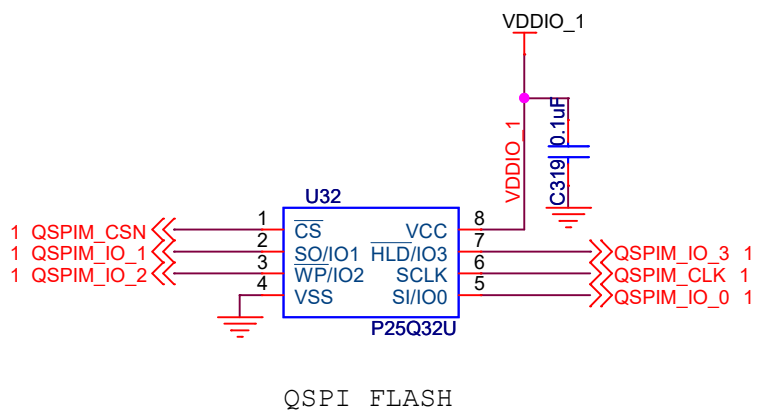 VDDIO_1
VDDIO_1
C319 0.1uF
U32
1 QSPIM_CSN 1 CS VCC 8
1 QSPIM_IO_1 2 SO/IO1 HLD/IO3 7 QSPIM_IO_3 1
1 QSPIM_IO_2 3 WP/IO2 SCLK 6 QSPIM_CLK 1
4 VSS SI/IO0 5 QSPIM_IO_0 1
P25Q32U
QSPI FLASH